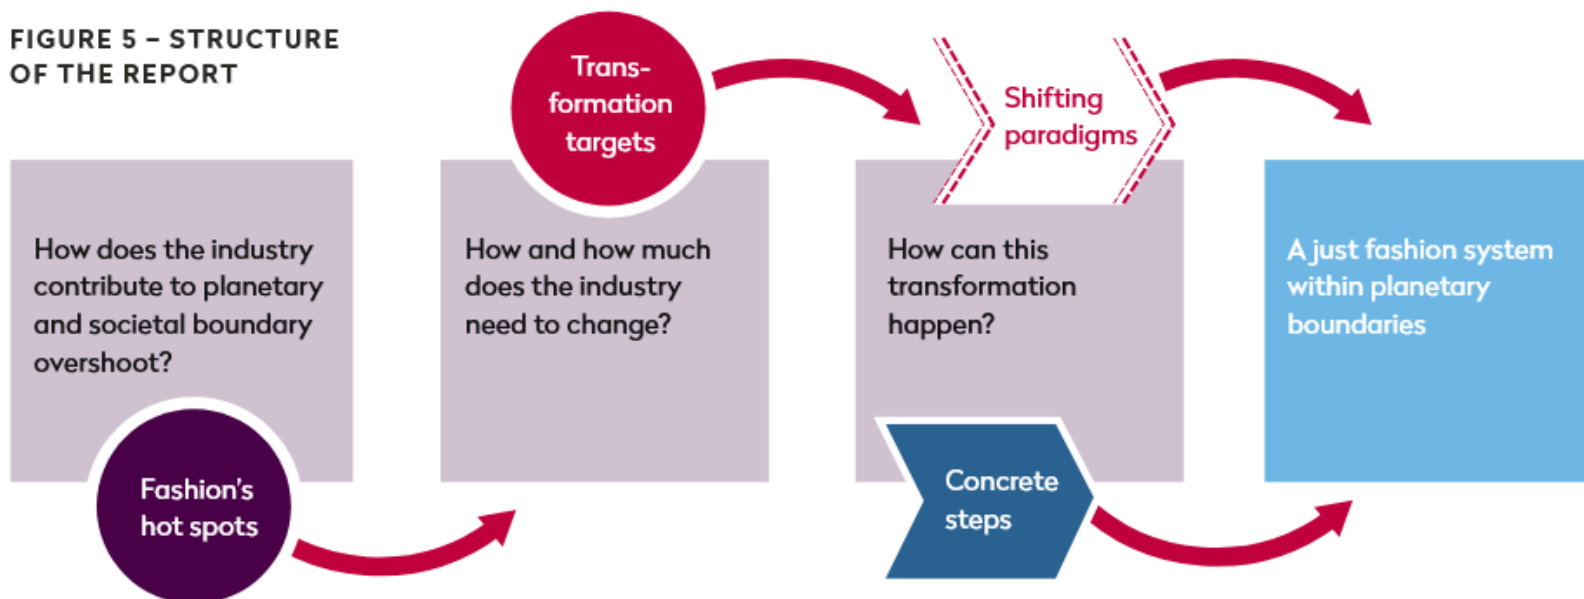 FIGURE 5 – STRUCTURE
OF THE REPORT
How does the industry
contribute to planetary
and societal boundary
overshoot?
Fashion's
hot spots
Trans-
formation
targets
How and how much
does the industry
need to change?
Shifting
paradigms
How can this
transformation
happen?
Concrete
steps
A just fashion system
within planetary
boundaries